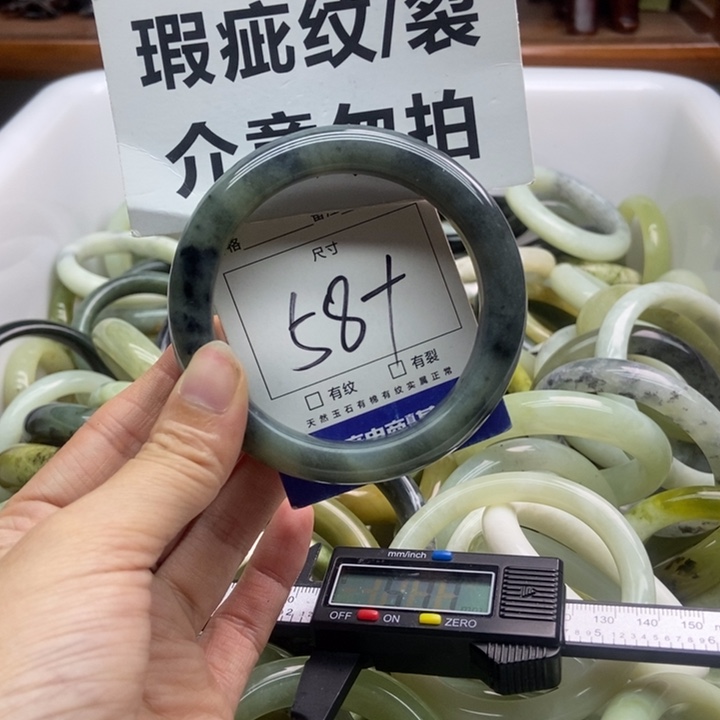 瑕疵纹/裂
介意勿拍
名
尺寸
58+
□有纹 □有裂
天然玉石有棉有纹实属正常
mm/inch
OFF ON ZERO
130 140 150